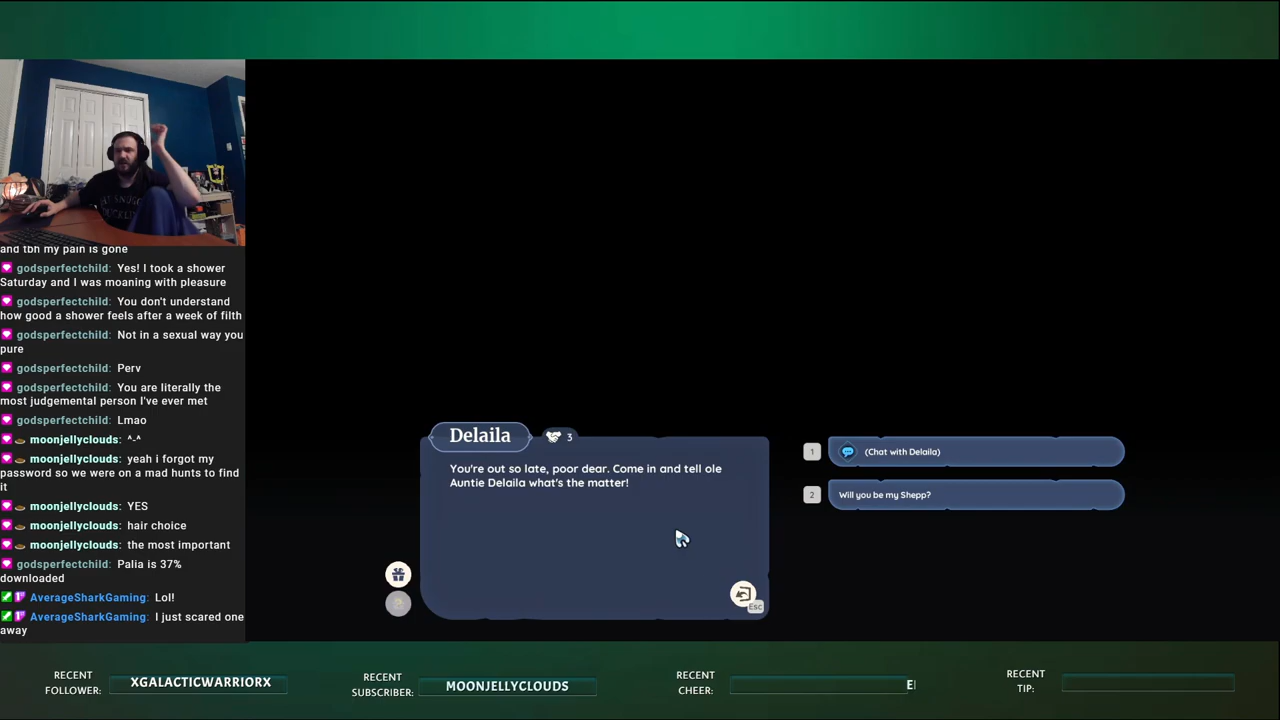 and tbh my pain is gone
godsperfectchild: Yes! I took a shower
Saturday and I was moaning with pleasure
godsperfectchild: You don't understand
how good a shower feels after a week of filth
godsperfectchild: Not in a sexual way you
pure
godsperfectchild: Perv
godsperfectchild: You are literally the
most judgemental person I've ever met
godsperfectchild: Lmao
moonjellyclouds: ^-^
moonjellyclouds: yeah i forgot my
password so we were on a mad hunts to find
it
moonjellyclouds: YES
moonjellyclouds: hair choice
moonjellyclouds: the most important
godsperfectchild: Palia is 37%
downloaded
AverageSharkGaming: Lol!
AverageSharkGaming: I just scared one
away
Delaila
3
You're out so late, poor dear. Come in and tell ole
Auntie Delaila what's the matter!
Esc
1 (Chat with Delaila)
2 Will you be my Shepp?
RECENT
FOLLOWER:
XGALACTICWARRIORX
RECENT
SUBSCRIBER:
MOONJELLYCLOUDS
RECENT
CHEER:
RECENT
TIP: